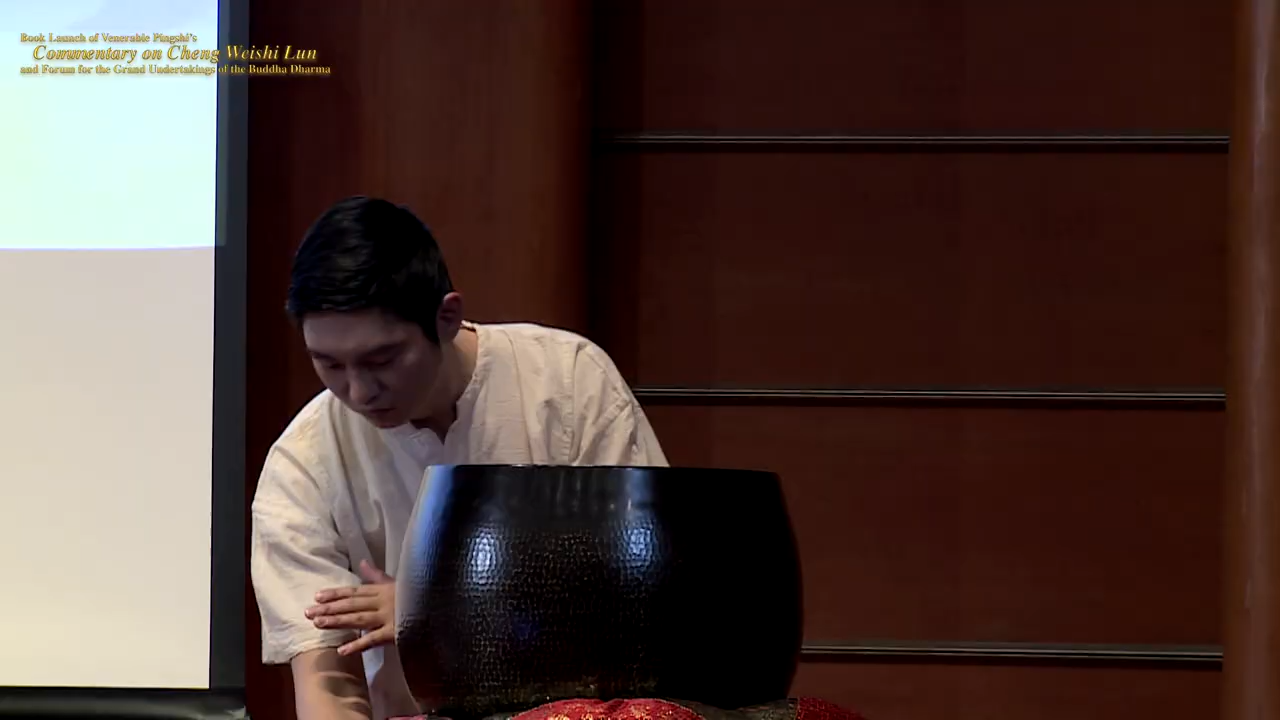 Book Launch of Venerable Pingshi's
Commentary on Cheng Weishi Lun
and Forum for the Grand Undertakings of the Buddha Dharma